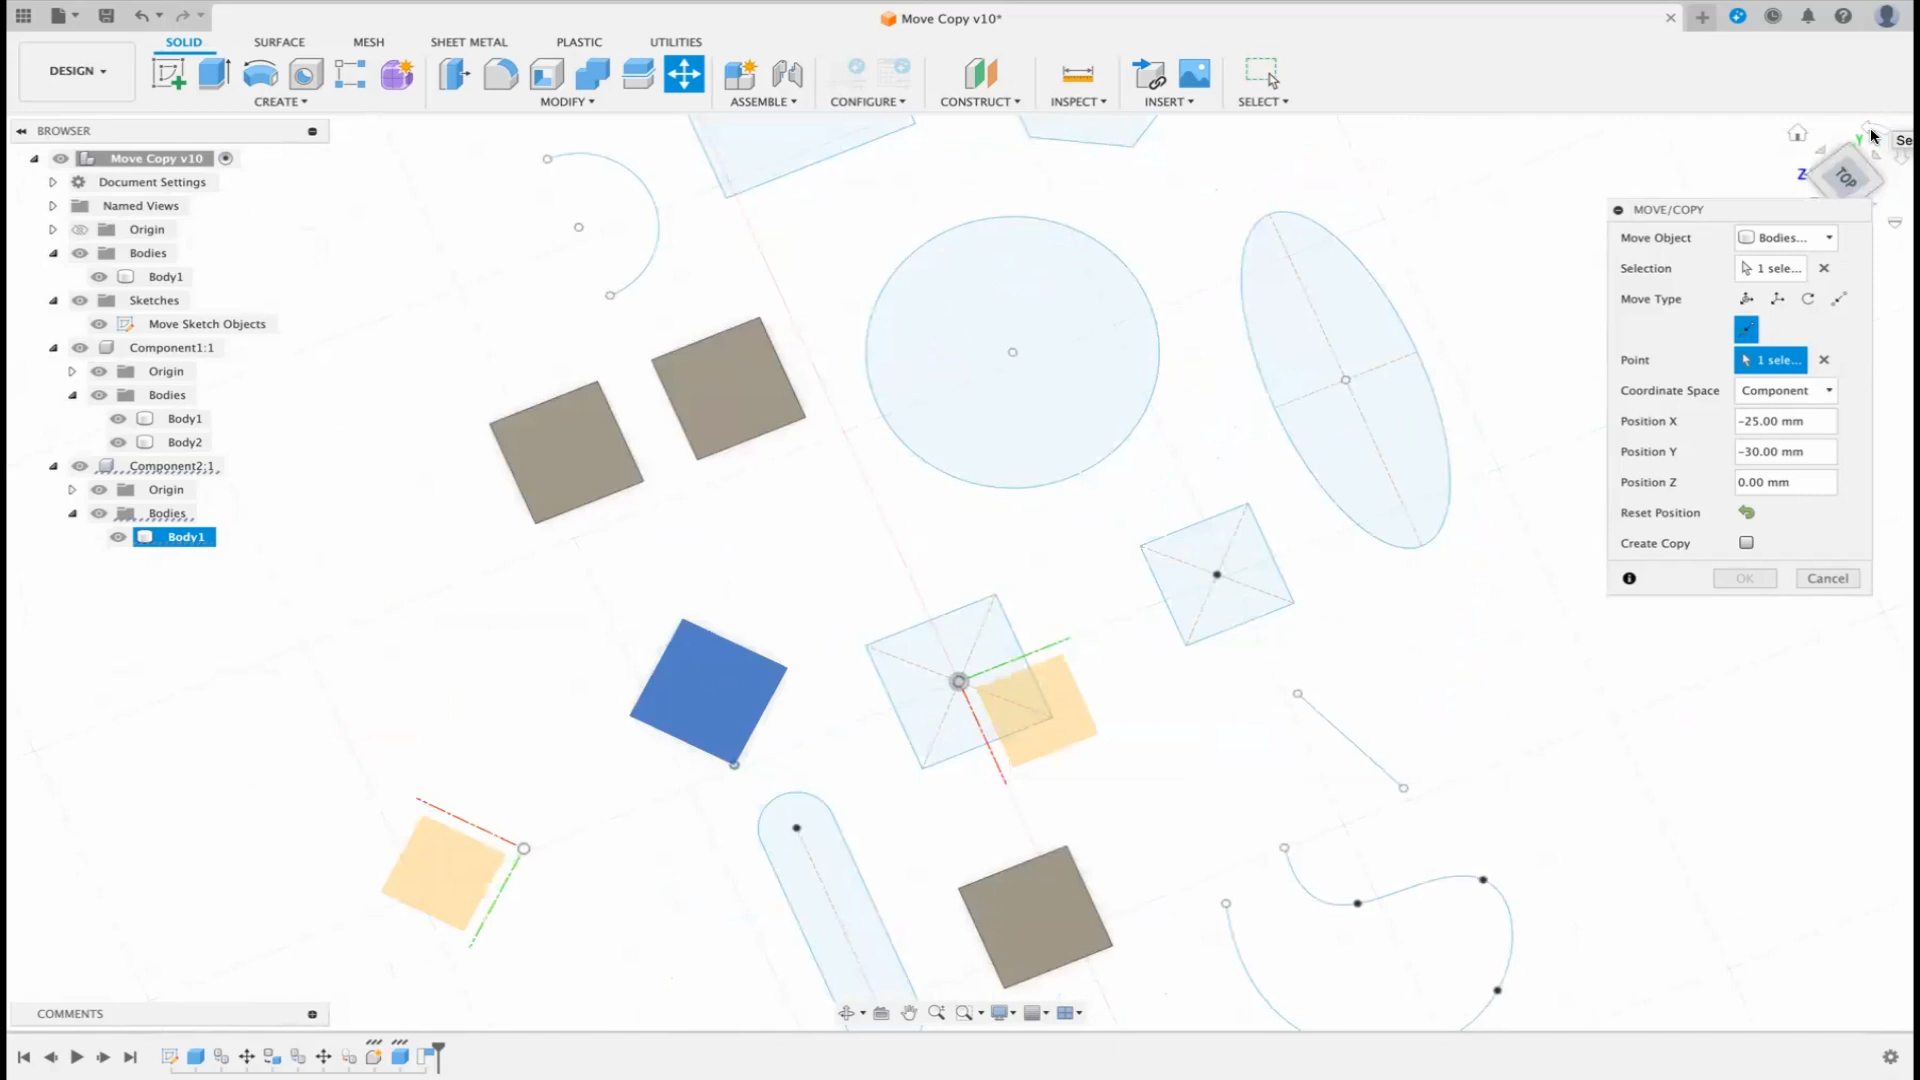 Move Copy v10*
SOLID
SURFACE
MESH
SHEET METAL
PLASTIC
UTILITIES
DESIGN
CREATE
MODIFY
ASSEMBLE
CONFIGURE
CONSTRUCT
INSPECT
INSERT
SELECT
BROWSER
Move Copy v10
Document Settings
Named Views
Origin
Bodies
Body1
Sketches
Move Sketch Objects
Component1:1
Origin
Bodies
Body1
Body2
Component2:1
Origin
Bodies
Body1
Y
Se
Z
TOP
MOVE/COPY
Move Object Bodies...
Selection 1 sele...
Move Type
Point 1 sele...
Coordinate Space Component
Position X -25.00 mm
Position Y -30.00 mm
Position Z 0.00 mm
Reset Position
Create Copy
OK Cancel
COMMENTS